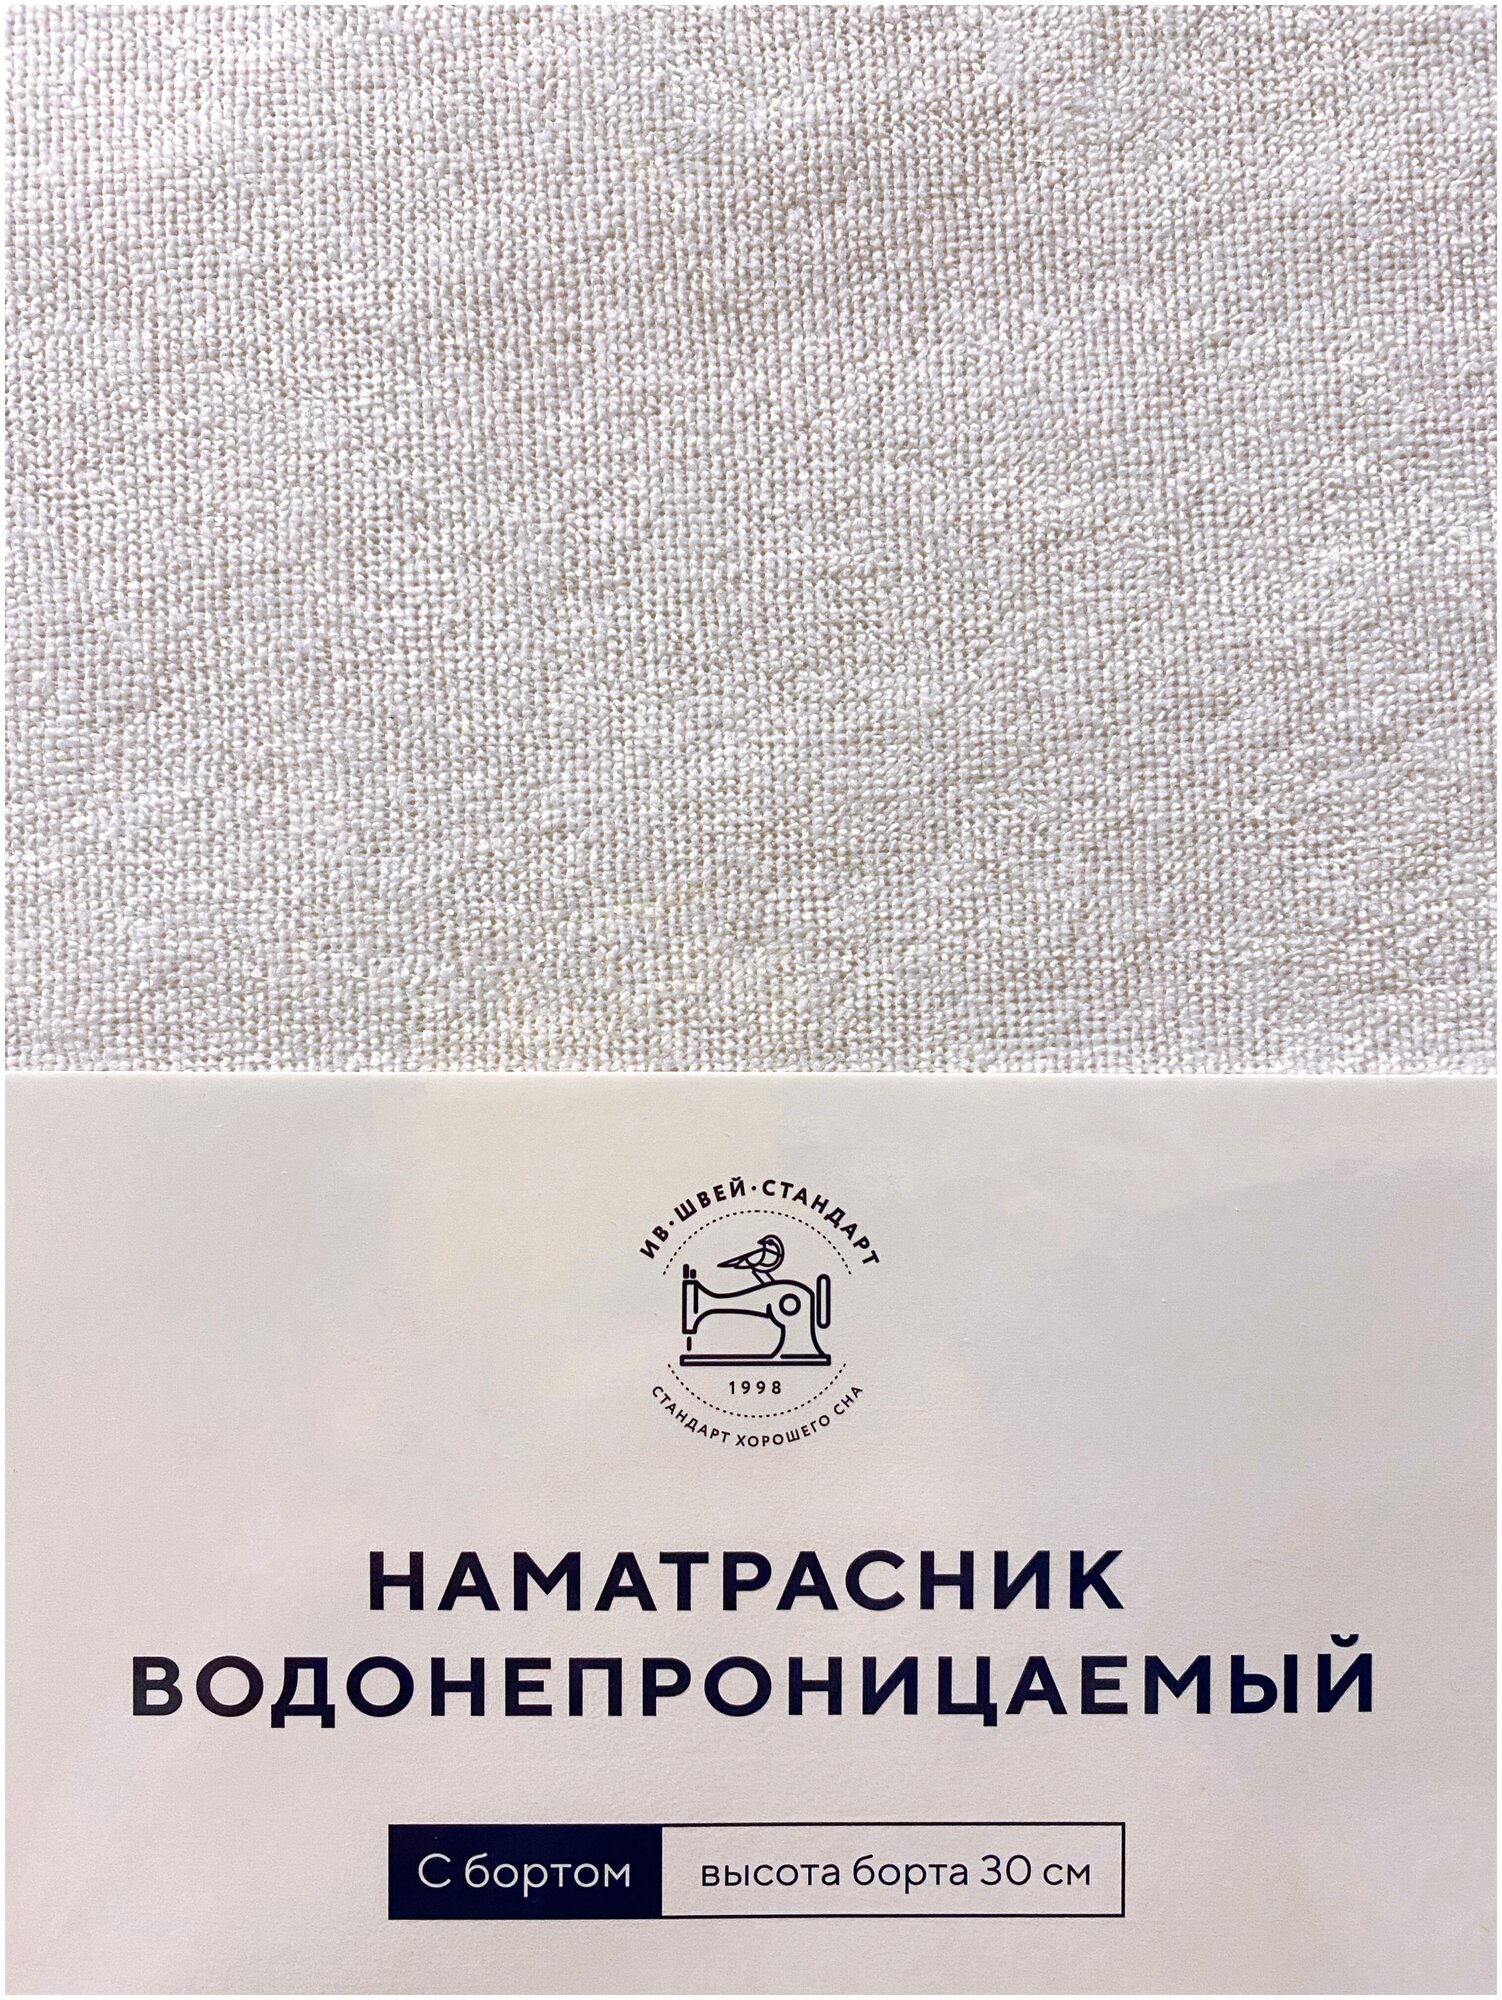 ИВ·ШВЕЙ·СТАНДАРТ
1998
СТАНДАРТ ХОРОШЕГО СНА
НАМАТРАСНИК
ВОДОНЕПРОНИЦАЕМЫЙ
С бортом высота борта 30 см